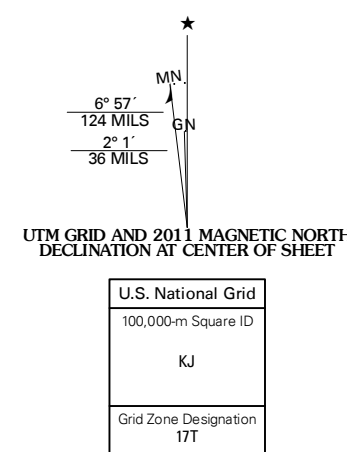 ★
MN.
6° 57´
124 MILS
GN
2° 1´
36 MILS
UTM GRID AND 2011 MAGNETIC NORTH
DECLINATION AT CENTER OF SHEET
U.S. National Grid
100,000-m Square ID
KJ
Grid Zone Designation
17T